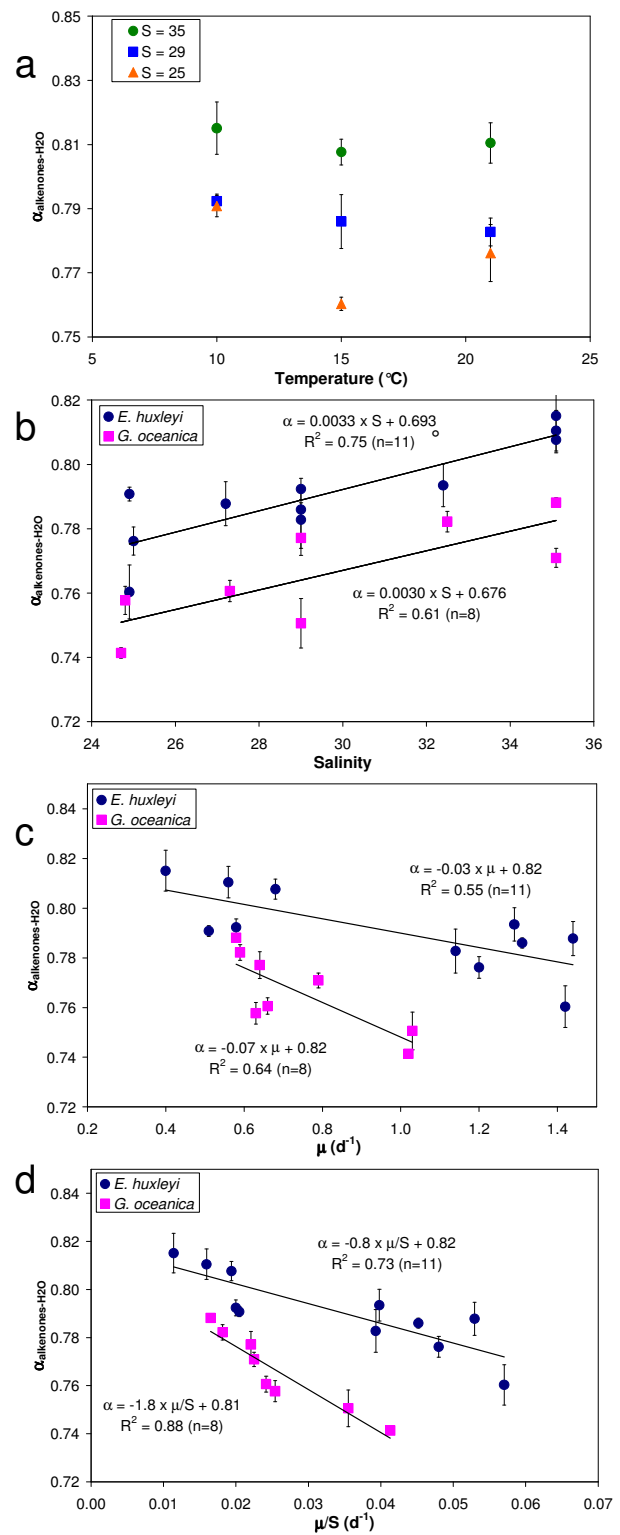 a
S = 35
S = 29
S = 25
0.85
0.83
0.81
0.79
0.77
0.75
αalkenones-H2O
5
10
15
20
25
Temperature (°C)
b
E. huxleyi
G. oceanica
α = 0.0033 x S + 0.693
R² = 0.75 (n=11)
α = 0.0030 x S + 0.676
R² = 0.61 (n=8)
0.82
0.80
0.78
0.76
0.74
0.72
αalkenones-H2O
24
26
28
30
32
34
36
Salinity
c
E. huxleyi
G. oceanica
α = -0.03 x μ + 0.82
R² = 0.55 (n=11)
α = -0.07 x μ + 0.82
R² = 0.64 (n=8)
0.84
0.82
0.80
0.78
0.76
0.74
0.72
αalkenones-H2O
0.2
0.4
0.6
0.8
1.0
1.2
1.4
μ (d⁻¹)
d
E. huxleyi
G. oceanica
α = -0.8 x μ/S + 0.82
R² = 0.73 (n=11)
α = -1.8 x μ/S + 0.81
R² = 0.88 (n=8)
0.84
0.82
0.80
0.78
0.76
0.74
0.72
αalkenones-H2O
0.00
0.01
0.02
0.03
0.04
0.05
0.06
0.07
μ/S (d⁻¹)